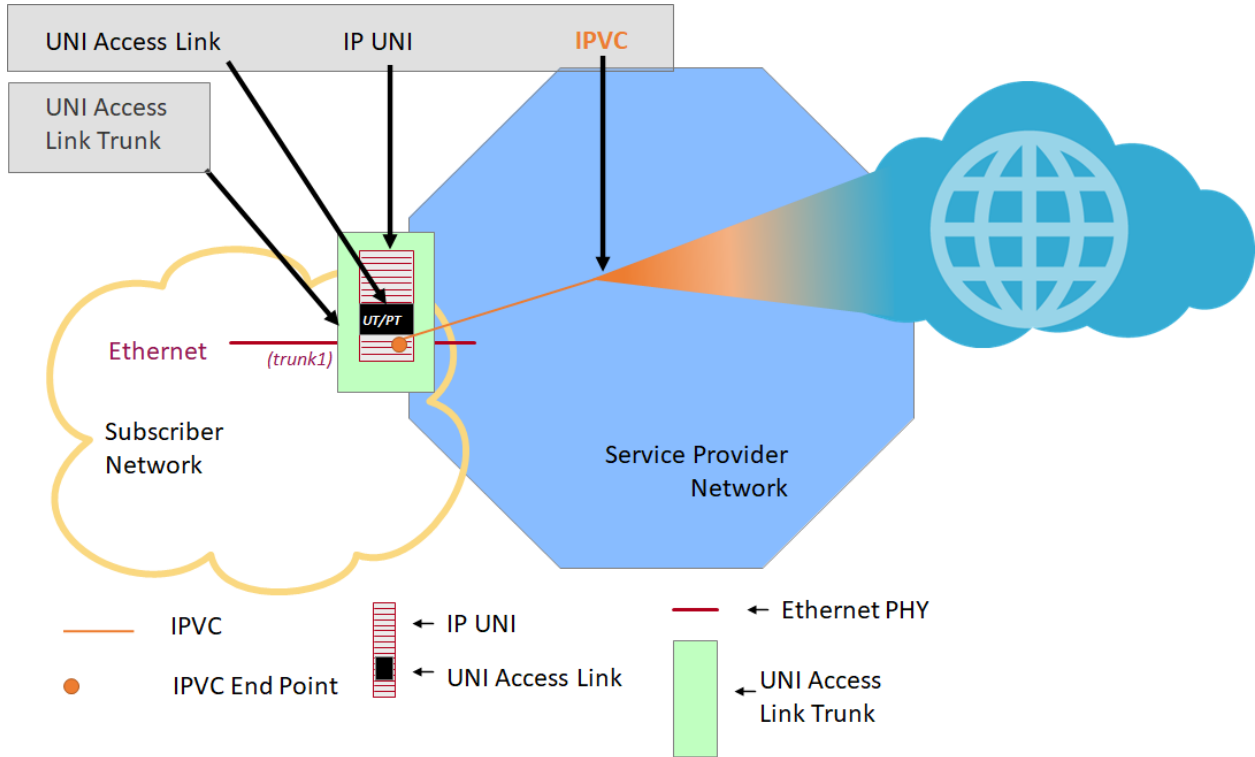 UNI Access Link IP UNI IPVC
UNI Access
Link Trunk
UT/PT
Ethernet
(trunk1)
Subscriber
Network
Service Provider
Network
IPVC
IP UNI
Ethernet PHY
IPVC End Point
UNI Access Link
UNI Access
Link Trunk